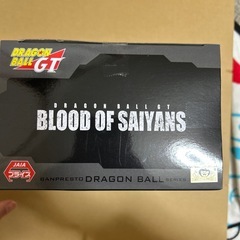 DRAGON
BALL GT
DRAGON BALL GT
BLOOD OF SAIYANS
JAIA
プライズ
BANPRESTO DRAGON BALL SERIES